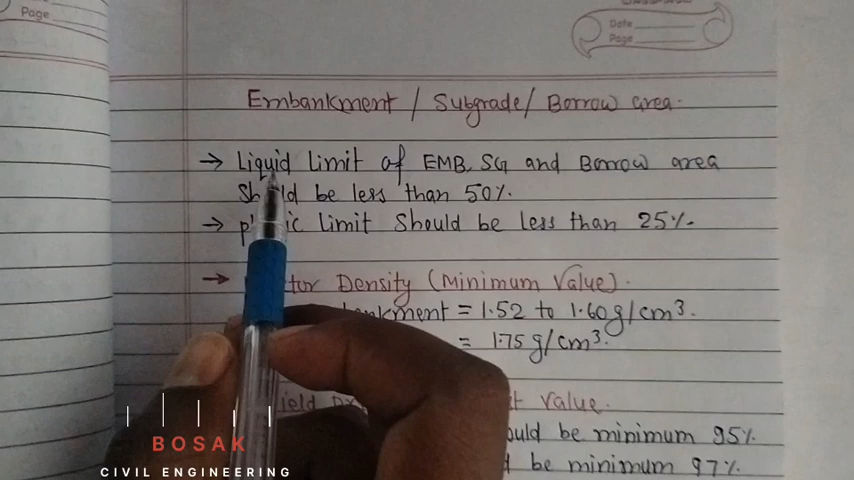 Page
Date
Page
Embankment / Subgrade / Borrow area.
→ Liquid limit of EMB, SG and Borrow area
be less than 50%.
→ limit should be less than 25%.
→ Density (Minimum Value).
= 1.52 to 1.60 g/cm³.
= 1.75 g/cm³.
Value.
be minimum 95%.
be minimum 97%.
BOSAK
CIVIL ENGINEERING